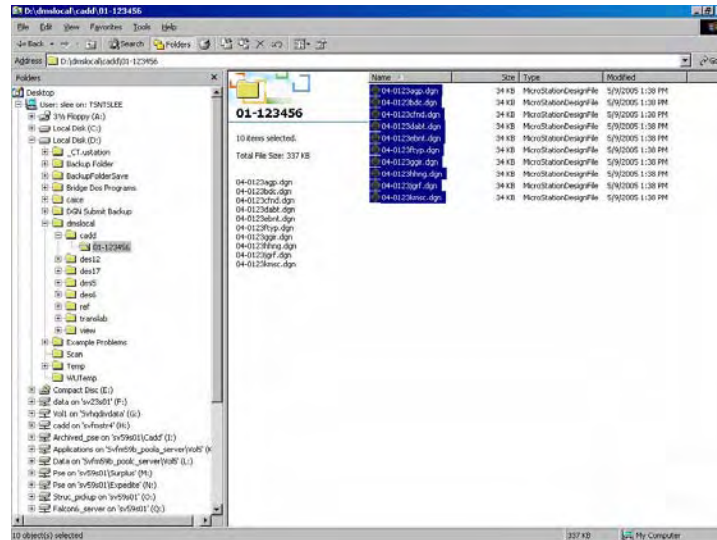 D:\dmslocal\cadd\01-123456
File Edit View Favorites Tools Help
Back Search Folders
Address D:\dmslocal\cadd\01-123456
Folders
Desktop
User: slee on: TSNTSLEE
3½ Floppy (A:)
Local Disk (C:)
Local Disk (D:)
_CT.ustation
Backup Folder
BackupFolderSave
Bridge Dos Programs
caice
DGN Submit Backup
dmslocal
cadd
01-123456
des12
des17
des5
des6
ref
translab
view
Example Problems
Scan
Temp
WUTemp
Compact Disc (E:)
data on 'sv23s01' (F:)
Vol1 on 'Svhqdivdata' (G:)
cadd on 'svfmstr4' (H:)
Archived_pse on 'sv59s01\Cadd' (I:)
Applications on 'Svfm59b_poola_server\Vol5' (K
Data on 'Svfm59b_poolc_server\Vol5' (L:)
Pse on 'sv59s01\Surplus' (M:)
Pse on 'sv59s01\Expedite' (N:)
Struc_pickup on 'sv59s01' (O:)
Falcon6_server on 'sv59s01' (Q:)
01-123456
10 items selected.
Total File Size: 337 KB
04-0123agp.dgn
04-0123bdc.dgn
04-0123cfnd.dgn
04-0123dabt.dgn
04-0123ebnt.dgn
04-0123ftyp.dgn
04-0123ggir.dgn
04-0123hhng.dgn
04-0123jgrf.dgn
04-0123kmsc.dgn
Name Size Type Modified
04-0123agp.dgn 34 KB MicroStationDesignFile 5/9/2005 1:38 PM
04-0123bdc.dgn 34 KB MicroStationDesignFile 5/9/2005 1:38 PM
04-0123cfnd.dgn 34 KB MicroStationDesignFile 5/9/2005 1:38 PM
04-0123dabt.dgn 34 KB MicroStationDesignFile 5/9/2005 1:38 PM
04-0123ebnt.dgn 34 KB MicroStationDesignFile 5/9/2005 1:38 PM
04-0123ftyp.dgn 34 KB MicroStationDesignFile 5/9/2005 1:38 PM
04-0123ggir.dgn 34 KB MicroStationDesignFile 5/9/2005 1:38 PM
04-0123hhng.dgn 34 KB MicroStationDesignFile 5/9/2005 1:38 PM
04-0123jgrf.dgn 34 KB MicroStationDesignFile 5/9/2005 1:38 PM
04-0123kmsc.dgn 34 KB MicroStationDesignFile 5/9/2005 1:38 PM
10 object(s) selected 337 KB My Computer